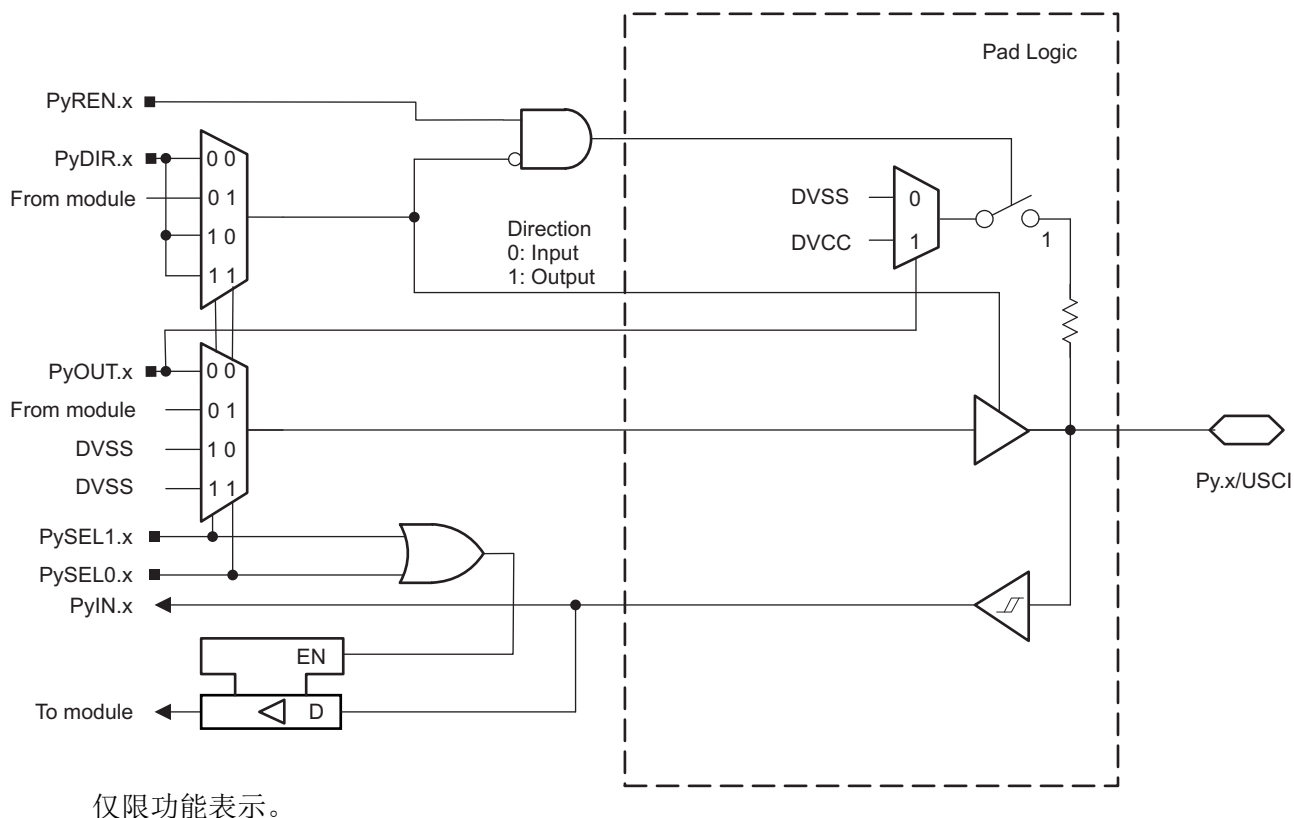 Pad Logic
PyREN.x
PyDIR.x
0 0
From module
0 1
1 0
1 1
Direction
0: Input
1: Output
DVSS
0
DVCC
1
1
PyOUT.x
0 0
From module
0 1
DVSS
1 0
DVSS
1 1
Py.x/USCI
PySEL1.x
PySEL0.x
PyIN.x
EN
To module
D
仅限功能表示。